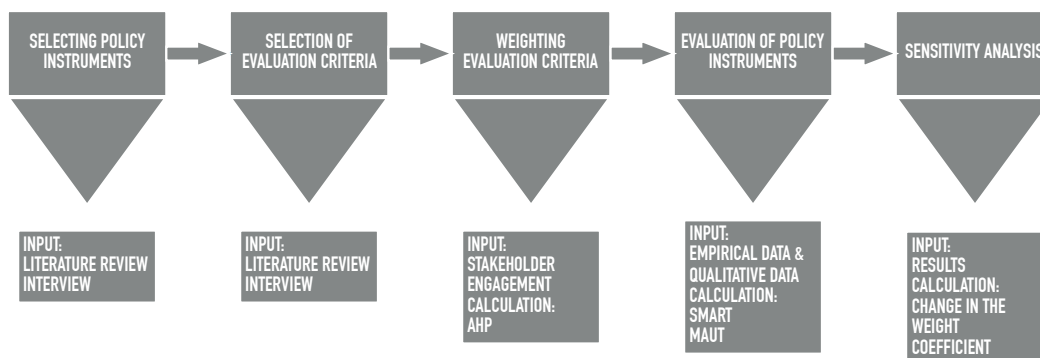 SELECTING POLICY
INSTRUMENTS
SELECTION OF
EVALUATION CRITERIA
WEIGHTING
EVALUATION CRITERIA
EVALUATION OF POLICY
INSTRUMENTS
SENSITIVITY ANALYSIS
INPUT:
LITERATURE REVIEW
INTERVIEW
INPUT:
LITERATURE REVIEW
INTERVIEW
INPUT:
STAKEHOLDER
ENGAGEMENT
CALCULATION:
AHP
INPUT:
EMPIRICAL DATA &
QUALITATIVE DATA
CALCULATION:
SMART
MAUT
INPUT:
RESULTS
CALCULATION:
CHANGE IN THE
WEIGHT
COEFFICIENT